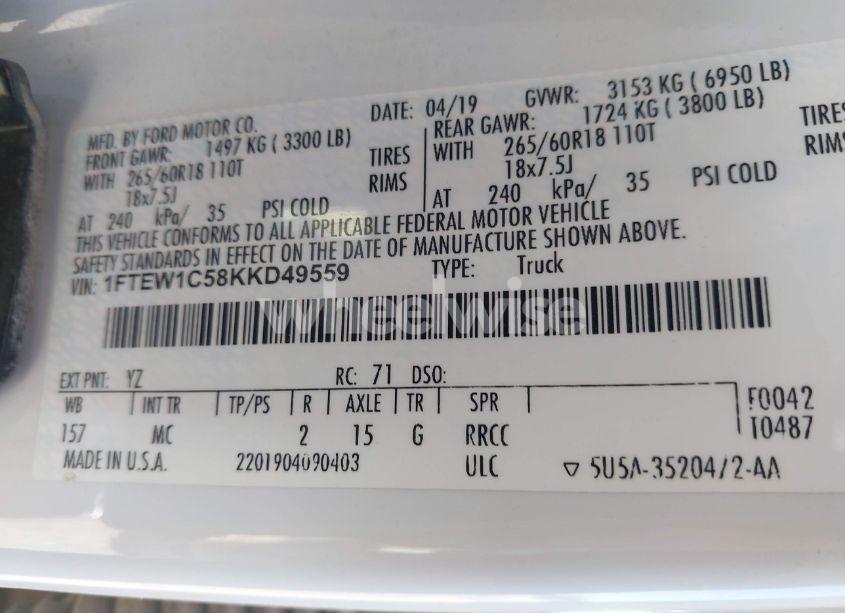 MFD. BY FORD MOTOR CO. DATE: 04/19 GVWR: 3153 KG ( 6950 LB)
FRONT GAWR: 1497 KG ( 3300 LB) REAR GAWR: 1724 KG ( 3800 LB)
WITH 265/60R18 110T TIRES WITH 265/60R18 110T TIRES
18x7.5J RIMS 18x7.5J RIMS
AT 240 kPa/ 35 PSI COLD AT 240 kPa/ 35 PSI COLD
THIS VEHICLE CONFORMS TO ALL APPLICABLE FEDERAL MOTOR VEHICLE
SAFETY STANDARDS IN EFFECT ON THE DATE OF MANUFACTURE SHOWN ABOVE.
VIN: 1FTEW1C58KKD49559 TYPE: Truck
wheelwise
EXT PNT: YZ RC: 71 DSO:
WB INT TR TP/PS R AXLE TR SPR F0042
157 MC 2 15 G RRCC T0487
MADE IN U.S.A. 2201904090403 ULC ▽ 5U5A-35204/2-AA